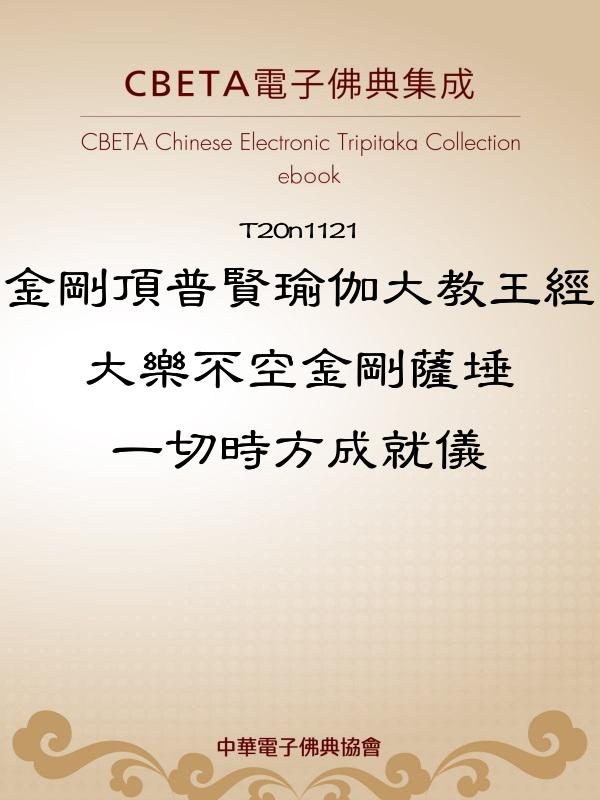 CBETA電子佛典集成
CBETA Chinese Electronic Tripitaka Collection
ebook
T20n1121
金剛頂普賢瑜伽大教王經
大樂不空金剛薩埵
一切時方成就儀
中華電子佛典協會